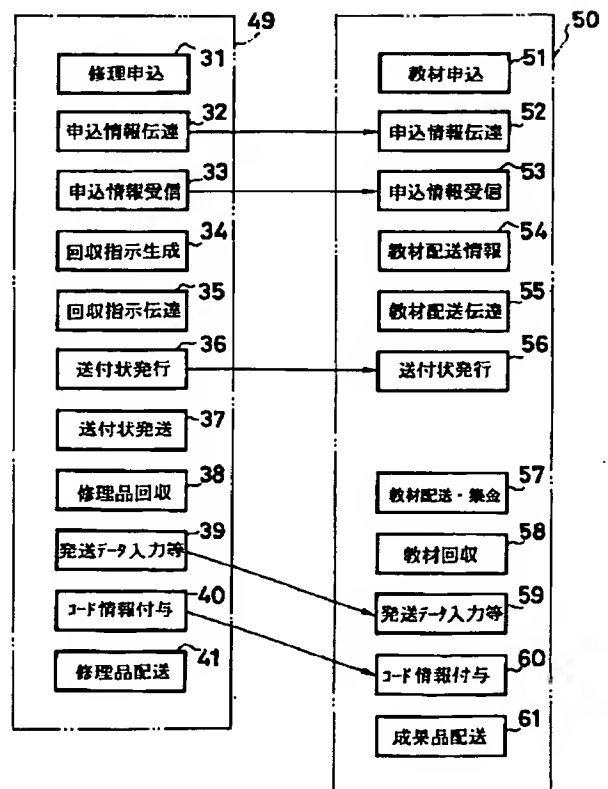 49
31
修理申込
32
申込情報伝達
33
申込情報受信
34
回収指示生成
35
回収指示伝達
36
送付状発行
37
送付状発送
38
修理品回収
39
発送データ入力等
40
コード情報付与
41
修理品配送
50
51
教材申込
52
申込情報伝達
53
申込情報受信
54
教材配送情報
55
教材配送伝達
56
送付状発行
57
教材配送・集金
58
教材回収
59
発送データ入力等
60
コード情報付与
61
成果品配送